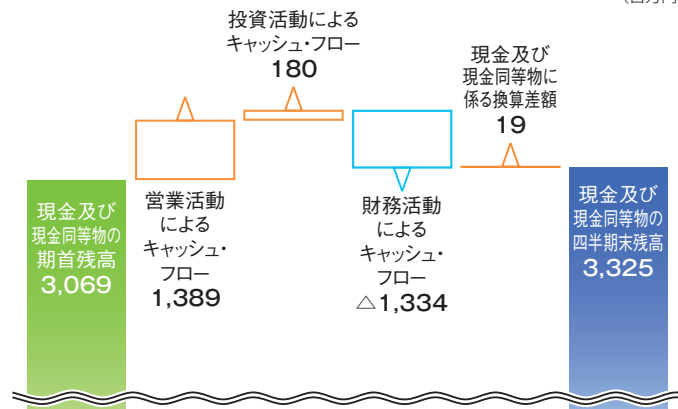 (百万円
投資活動による
キャッシュ・フロー
180
現金及び
現金同等物に
係る換算差額
19
現金及び
現金同等物の
期首残高
3,069
営業活動
による
キャッシュ・
フロー
1,389
財務活動
による
キャッシュ・
フロー
△1,334
現金及び
現金同等物の
四半期末残高
3,325